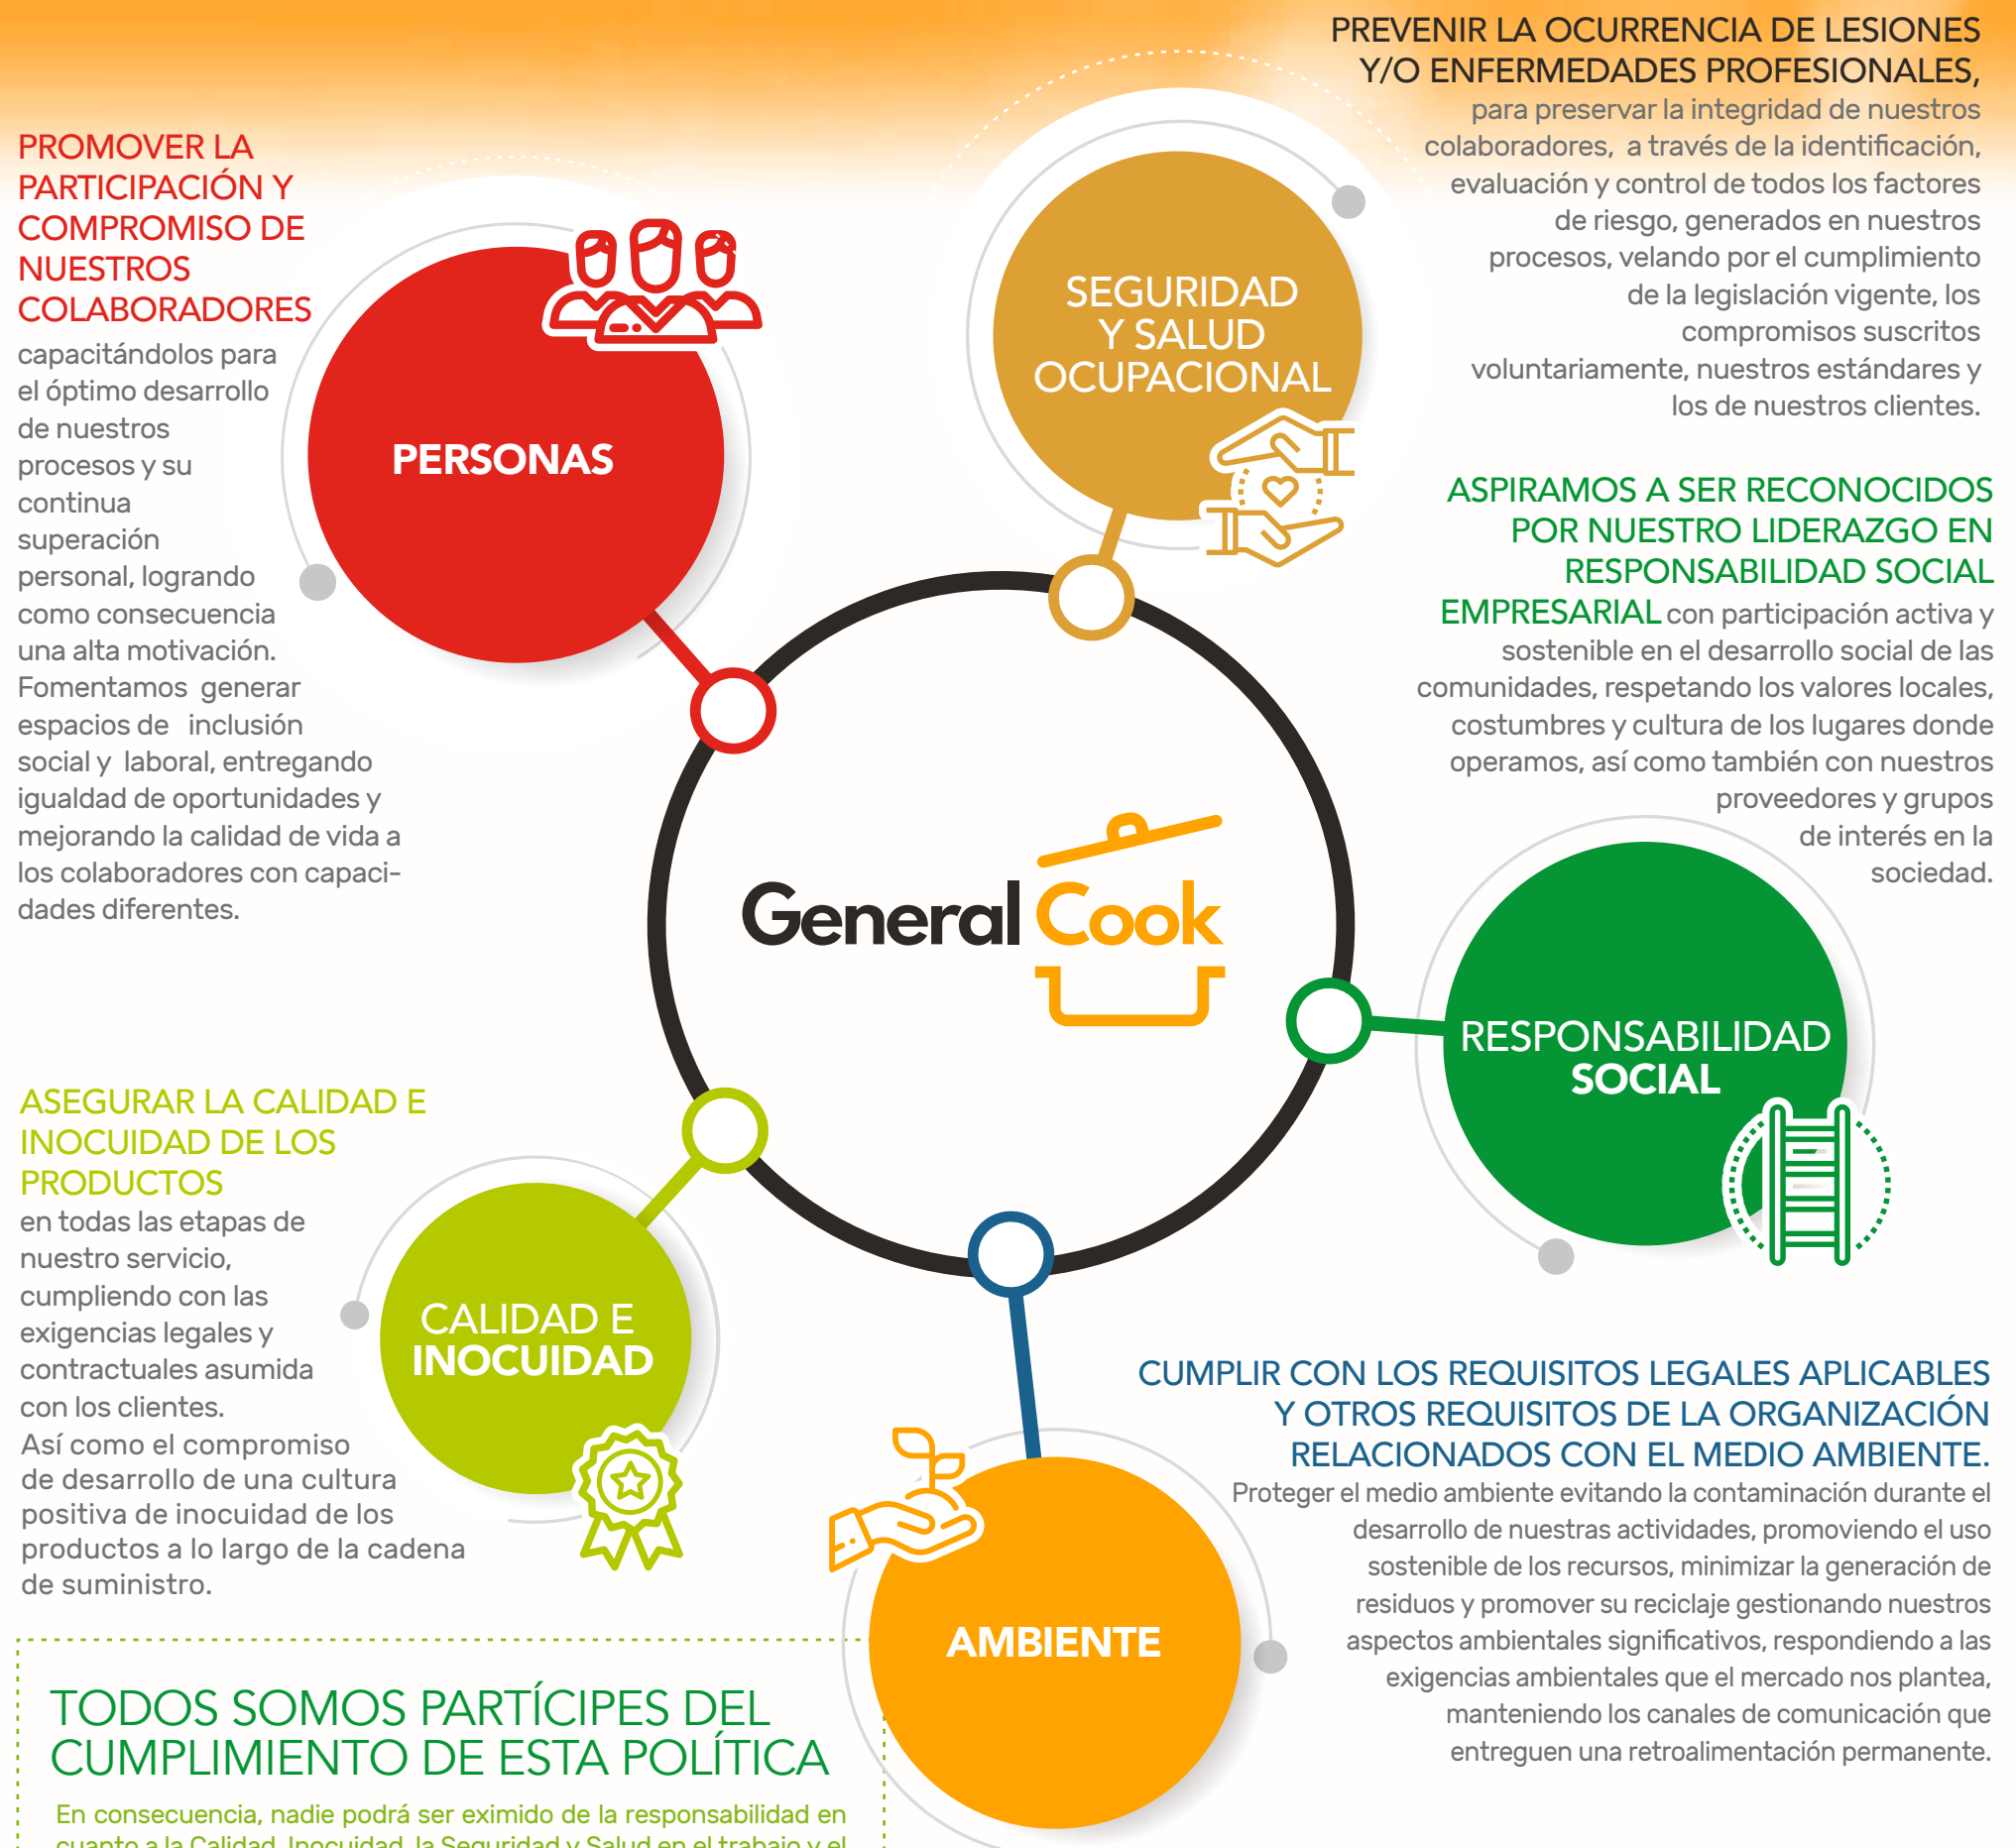 PREVENIR LA OCURRENCIA DE LESIONES
Y/O ENFERMEDADES PROFESIONALES,
para preservar la integridad de nuestros
colaboradores, a través de la identificación,
evaluación y control de todos los factores
de riesgo, generados en nuestros
procesos, velando por el cumplimiento
de la legislación vigente, los
compromisos suscritos
voluntariamente, nuestros estándares y
los de nuestros clientes.
PROMOVER LA
PARTICIPACIÓN Y
COMPROMISO DE
NUESTROS
COLABORADORES
capacitándolos para
el óptimo desarrollo
de nuestros
procesos y su
continua
superación
personal, logrando
como consecuencia
una alta motivación.
Fomentamos generar
espacios de inclusión
social y laboral, entregando
igualdad de oportunidades y
mejorando la calidad de vida a
los colaboradores con capaci-
dades diferentes.
PERSONAS
SEGURIDAD
Y SALUD
OCUPACIONAL
ASPIRAMOS A SER RECONOCIDOS
POR NUESTRO LIDERAZGO EN
RESPONSABILIDAD SOCIAL
EMPRESARIAL con participación activa y
sostenible en el desarrollo social de las
comunidades, respetando los valores locales,
costumbres y cultura de los lugares donde
operamos, así como también con nuestros
proveedores y grupos
de interés en la
sociedad.
General Cook
RESPONSABILIDAD
SOCIAL
ASEGURAR LA CALIDAD E
INOCUIDAD DE LOS
PRODUCTOS
en todas las etapas de
nuestro servicio,
cumpliendo con las
exigencias legales y
contractuales asumida
con los clientes.
Así como el compromiso
de desarrollo de una cultura
positiva de inocuidad de los
productos a lo largo de la cadena
de suministro.
CALIDAD E
INOCUIDAD
CUMPLIR CON LOS REQUISITOS LEGALES APLICABLES
Y OTROS REQUISITOS DE LA ORGANIZACIÓN
RELACIONADOS CON EL MEDIO AMBIENTE.
Proteger el medio ambiente evitando la contaminación durante el
desarrollo de nuestras actividades, promoviendo el uso
sostenible de los recursos, minimizar la generación de
residuos y promover su reciclaje gestionando nuestros
aspectos ambientales significativos, respondiendo a las
exigencias ambientales que el mercado nos plantea,
manteniendo los canales de comunicación que
entreguen una retroalimentación permanente.
AMBIENTE
TODOS SOMOS PARTÍCIPES DEL
CUMPLIMIENTO DE ESTA POLÍTICA
En consecuencia, nadie podrá ser eximido de la responsabilidad en
cuanto a la Calidad, Inocuidad, la Seguridad y Salud en el trabajo y el